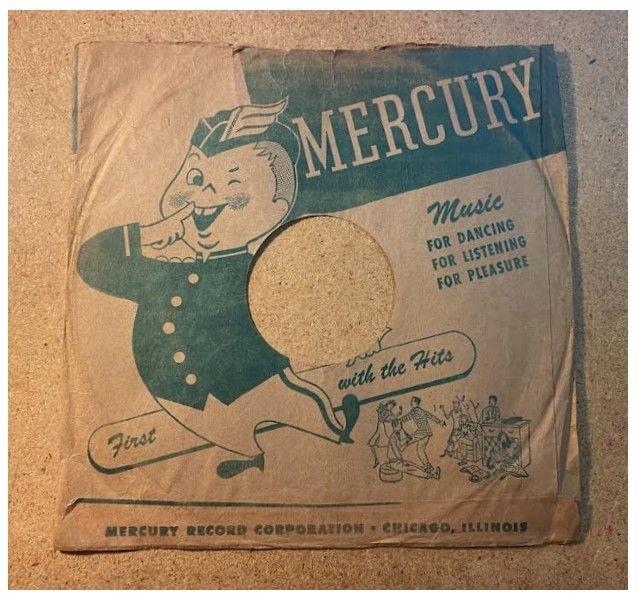 MERCURY
Music
FOR DANCING
FOR LISTENING
FOR PLEASURE
First with the Hits
MERCURY RECORD CORPORATION • CHICAGO, ILLINOIS